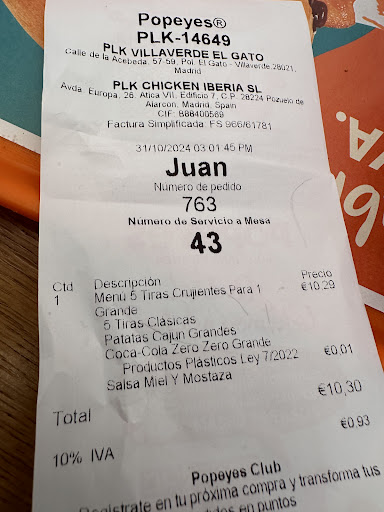 Popeyes®
PLK-14649
PLK VILLAVERDE EL GATO
Calle de la Acebeda, 57-59, Pol. El Gato - Villaverde,28021,
Madrid
PLK CHICKEN IBERIA SL
Avda. Europa, 26. Atica VII, Edificio 7, C.P. 28224 Pozuelo de
Alarcón, Madrid, Spain
CIF: B88400569
Factura Simplificada: FS 966/61781
31/10/2024 03:01:45 PM
Juan
Número de pedido
763
Número de Servicio a Mesa
43
Ctd Descripción Precio
1 Menú 5 Tiras Crujientes Para 1 €10.29
Grande
5 Tiras Clásicas
Patatas Cajun Grandes
Coca-Cola Zero Zero Grande
Productos Plásticos Ley 7/2022 €0.01
Salsa Miel Y Mostaza
Total €10,30
10% IVA €0.93
Popeyes Club
Regístrate en tu próxima compra y transforma tus
en puntos